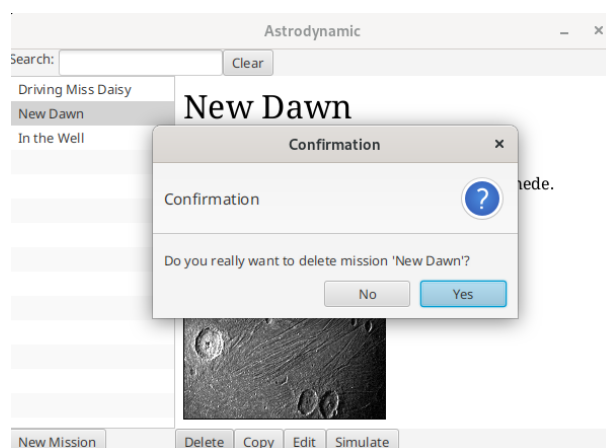 Astrodynamic
Search:
Clear
Driving Miss Daisy
New Dawn
In the Well
New Dawn
Confirmation
Confirmation
?
Do you really want to delete mission 'New Dawn'?
No Yes
New Mission Delete Copy Edit Simulate